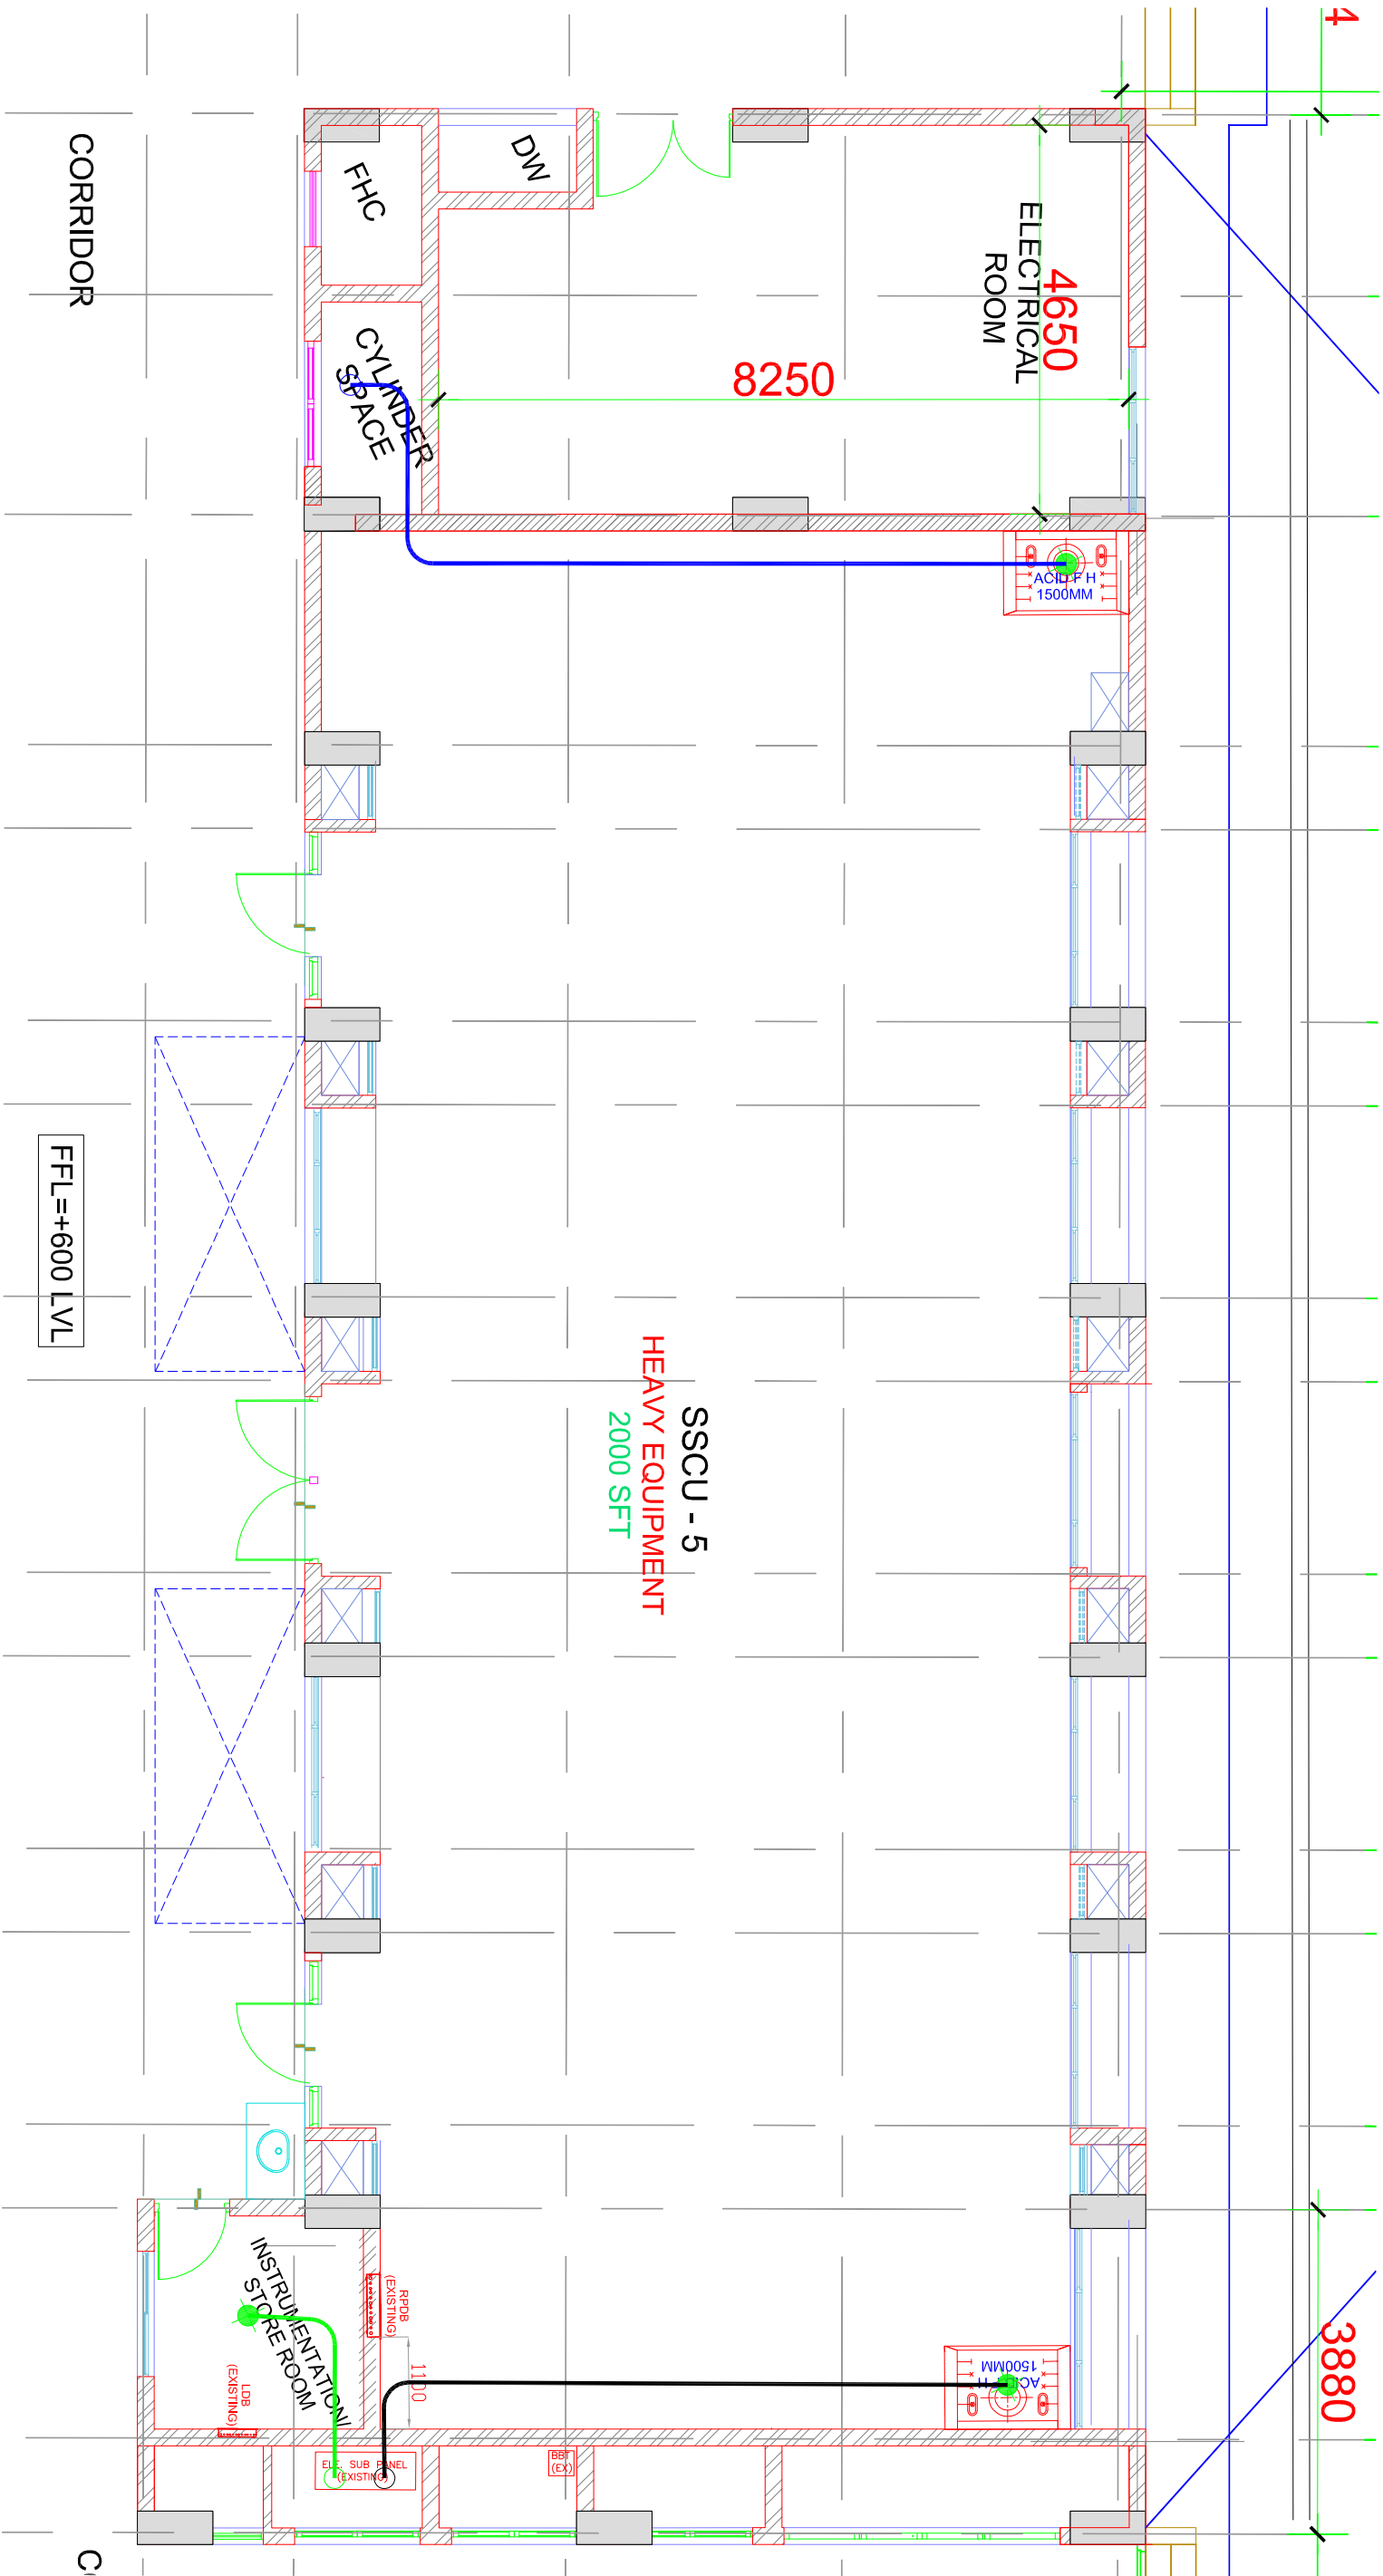 4
CORRIDOR
FHC
DW
ELECTRICAL
ROOM
4650
8250
CYLINDER
SPACE
ACID F H
1500MM
FFL=+600 LVL
SSCU - 5
HEAVY EQUIPMENT
2000 SFT
INSTRUMENTATION/
STORE ROOM
RPDB
(EXISTING)
LDB
(EXISTING)
1100
ACID F H
1500MM
3880
ELE. SUB PANEL
(EXISTING)
BBT
(EX)